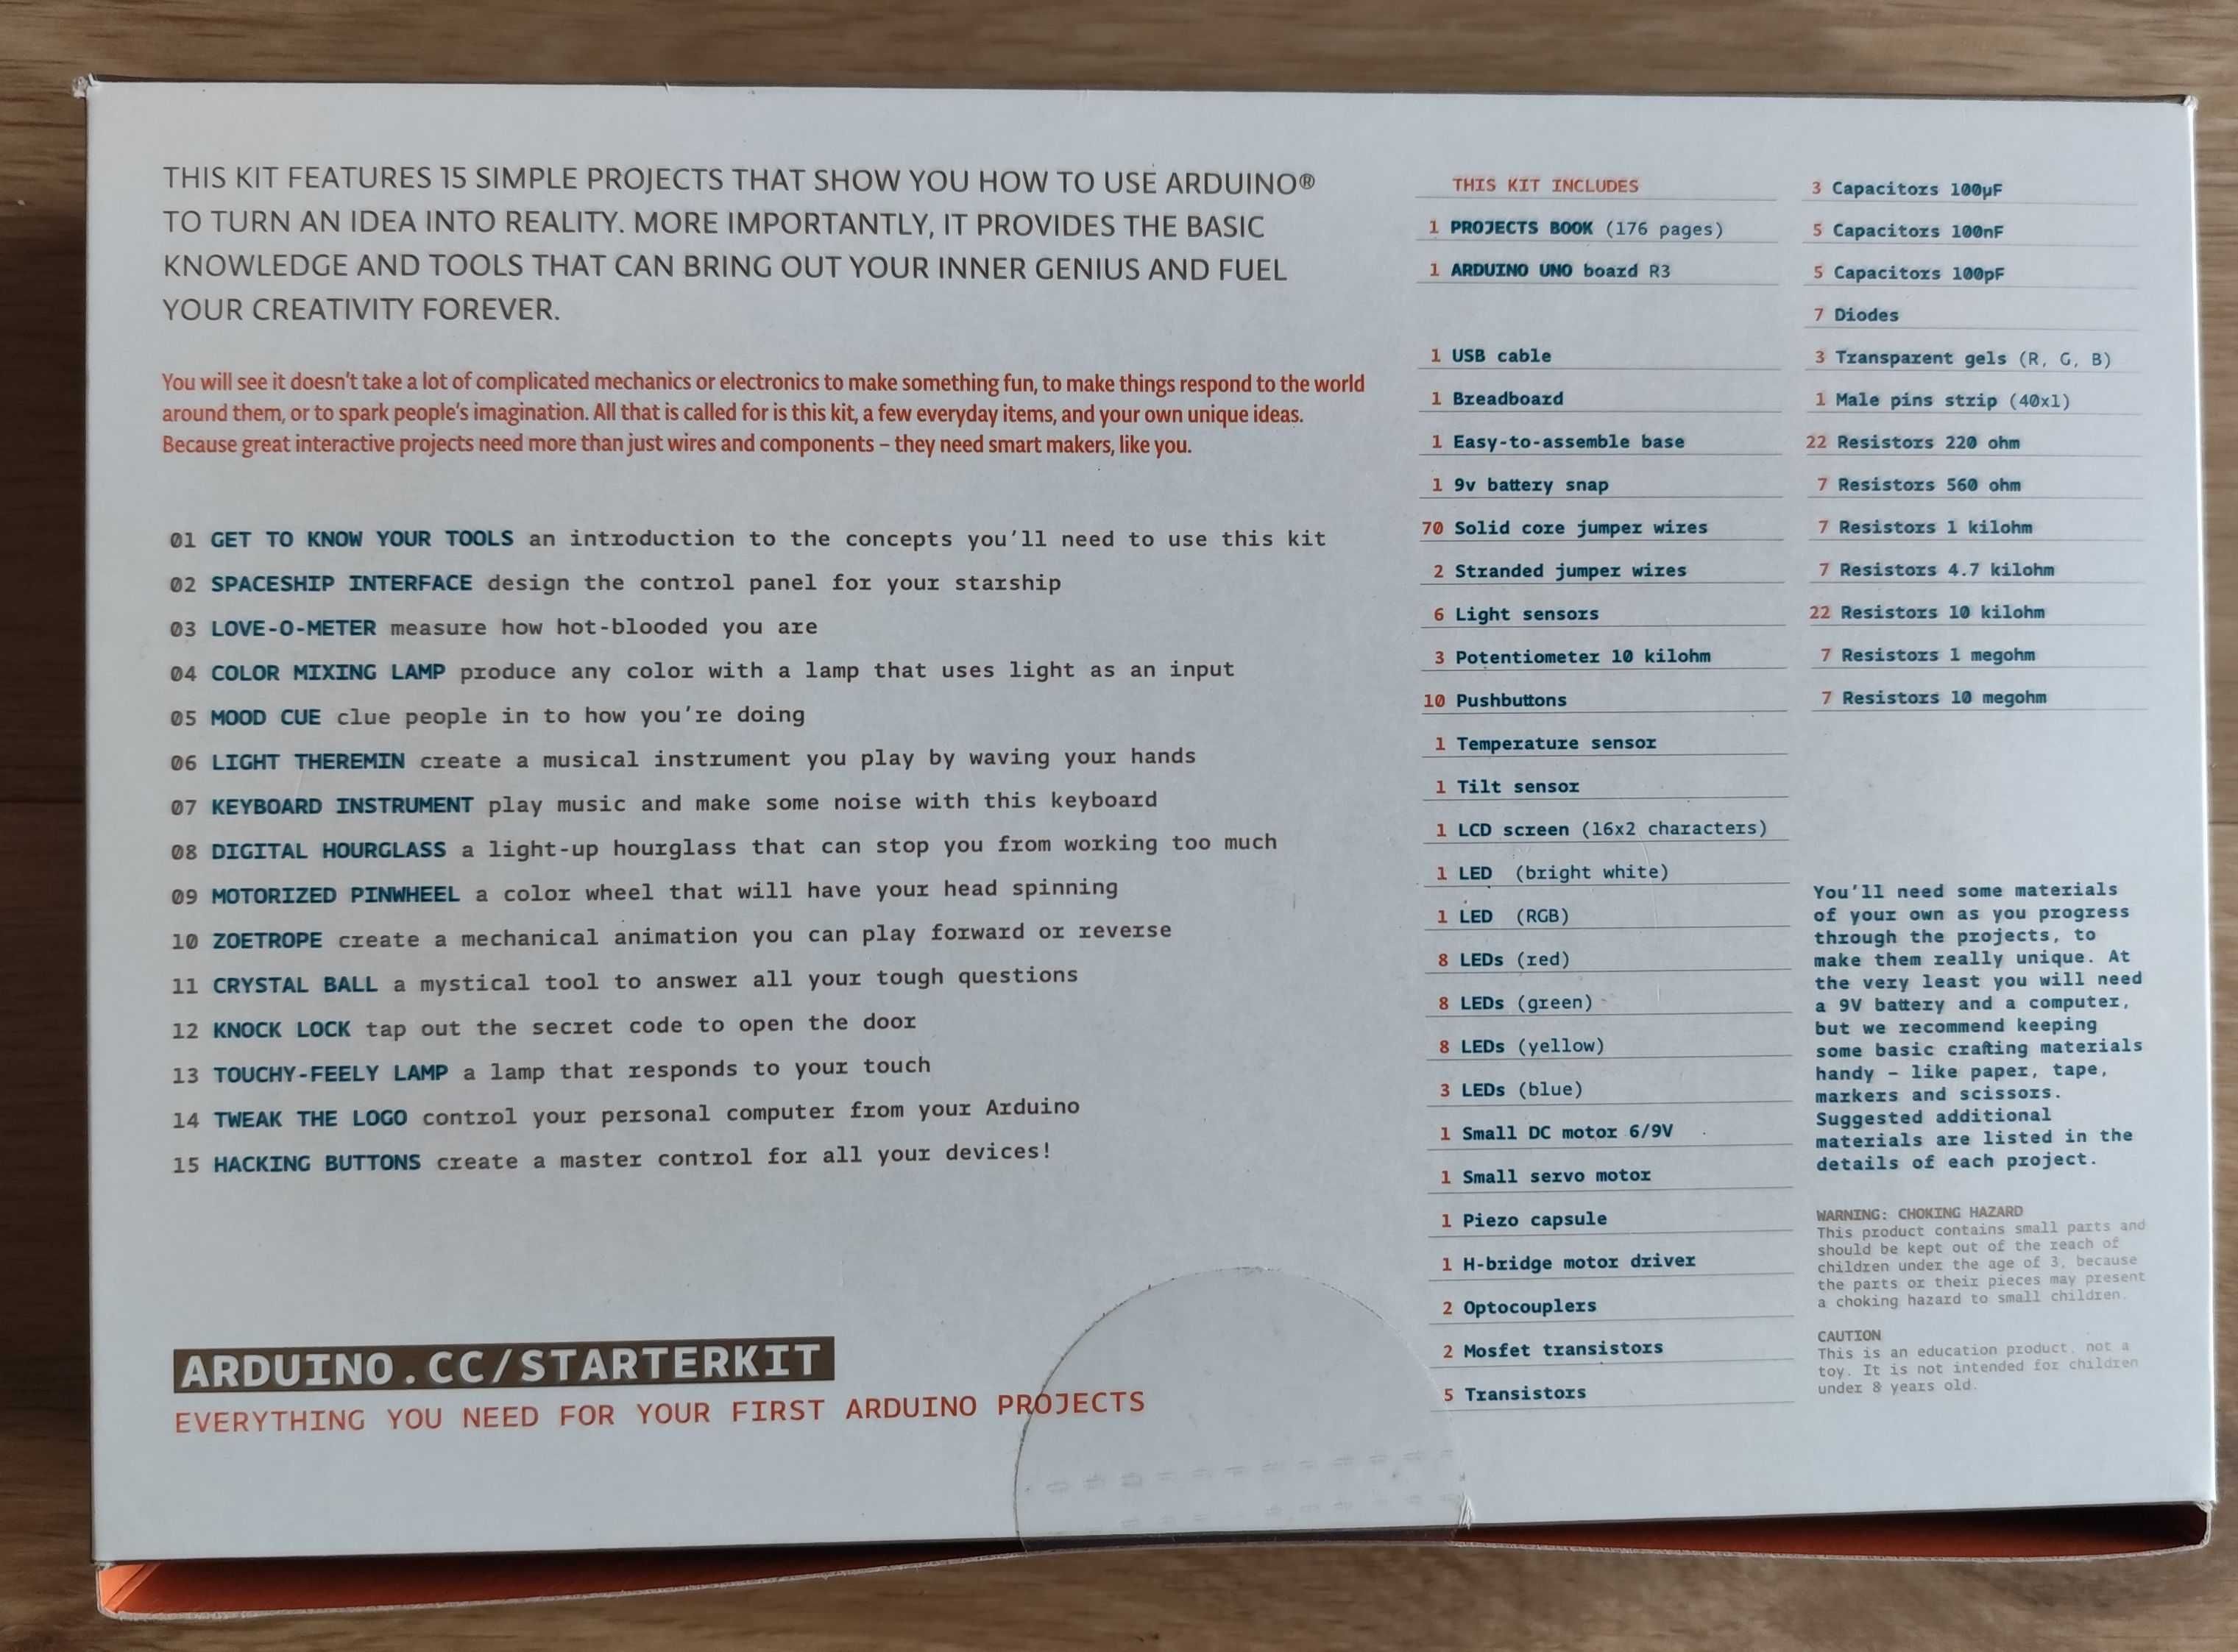 THIS KIT FEATURES 15 SIMPLE PROJECTS THAT SHOW YOU HOW TO USE ARDUINO®
TO TURN AN IDEA INTO REALITY. MORE IMPORTANTLY, IT PROVIDES THE BASIC
KNOWLEDGE AND TOOLS THAT CAN BRING OUT YOUR INNER GENIUS AND FUEL
YOUR CREATIVITY FOREVER.
You will see it doesn't take a lot of complicated mechanics or electronics to make something fun, to make things respond to the world
around them, or to spark people's imagination. All that is called for is this kit, a few everyday items, and your own unique ideas.
Because great interactive projects need more than just wires and components – they need smart makers, like you.
01 GET TO KNOW YOUR TOOLS an introduction to the concepts you'll need to use this kit
02 SPACESHIP INTERFACE design the control panel for your starship
03 LOVE-O-METER measure how hot-blooded you are
04 COLOR MIXING LAMP produce any color with a lamp that uses light as an input
05 MOOD CUE clue people in to how you're doing
06 LIGHT THEREMIN create a musical instrument you play by waving your hands
07 KEYBOARD INSTRUMENT play music and make some noise with this keyboard
08 DIGITAL HOURGLASS a light-up hourglass that can stop you from working too much
09 MOTORIZED PINWHEEL a color wheel that will have your head spinning
10 ZOETROPE create a mechanical animation you can play forward or reverse
11 CRYSTAL BALL a mystical tool to answer all your tough questions
12 KNOCK LOCK tap out the secret code to open the door
13 TOUCHY-FEELY LAMP a lamp that responds to your touch
14 TWEAK THE LOGO control your personal computer from your Arduino
15 HACKING BUTTONS create a master control for all your devices!
ARDUINO.CC/STARTERKIT
EVERYTHING YOU NEED FOR YOUR FIRST ARDUINO PROJECTS
THIS KIT INCLUDES
1 PROJECTS BOOK (176 pages)
1 ARDUINO UNO board R3
1 USB cable
1 Breadboard
1 Easy-to-assemble base
1 9v battery snap
70 Solid core jumper wires
2 Stranded jumper wires
6 Light sensors
3 Potentiometer 10 kilohm
10 Pushbuttons
1 Temperature sensor
1 Tilt sensor
1 LCD screen (16x2 characters)
1 LED (bright white)
1 LED (RGB)
8 LEDs (red)
8 LEDs (green)
8 LEDs (yellow)
3 LEDs (blue)
1 Small DC motor 6/9V
1 Small servo motor
1 Piezo capsule
1 H-bridge motor driver
2 Optocouplers
2 Mosfet transistors
5 Transistors
3 Capacitors 100µF
5 Capacitors 100nF
5 Capacitors 100pF
7 Diodes
3 Transparent gels (R, G, B)
1 Male pins strip (40x1)
22 Resistors 220 ohm
7 Resistors 560 ohm
7 Resistors 1 kilohm
7 Resistors 4.7 kilohm
22 Resistors 10 kilohm
7 Resistors 1 megohm
7 Resistors 10 megohm
You'll need some materials
of your own as you progress
through the projects, to
make them really unique. At
the very least you will need
a 9V battery and a computer,
but we recommend keeping
some basic crafting materials
handy – like paper, tape,
markers and scissors.
Suggested additional
materials are listed in the
details of each project.
WARNING: CHOKING HAZARD
This product contains small parts and
should be kept out of the reach of
children under the age of 3, because
the parts or their pieces may present
a choking hazard to small children.
CAUTION
This is an education product, not a
toy. It is not intended for children
under 8 years old.